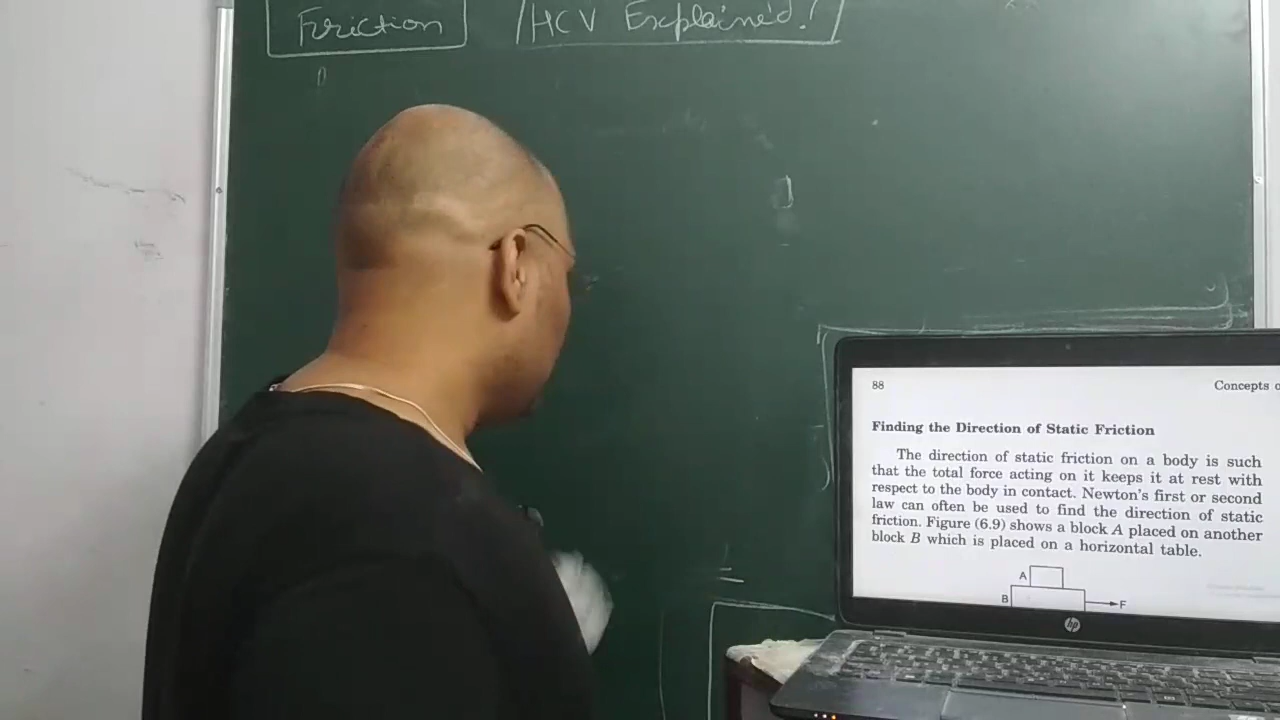 Friction /HCV Explained!
88 Concepts o
Finding the Direction of Static Friction
The direction of static friction on a body is such
that the total force acting on it keeps it at rest with
respect to the body in contact. Newton's first or second
law can often be used to find the direction of static
friction. Figure (6.9) shows a block A placed on another
block B which is placed on a horizontal table.
A
B F
hp